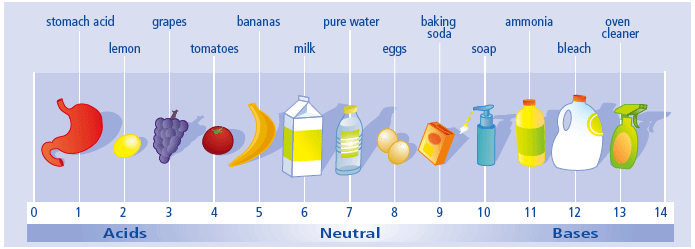 stomach acid grapes bananas pure water baking soda ammonia oven cleaner
lemon tomatoes milk eggs soap bleach
0 1 2 3 4 5 6 7 8 9 10 11 12 13 14
Acids Neutral Bases